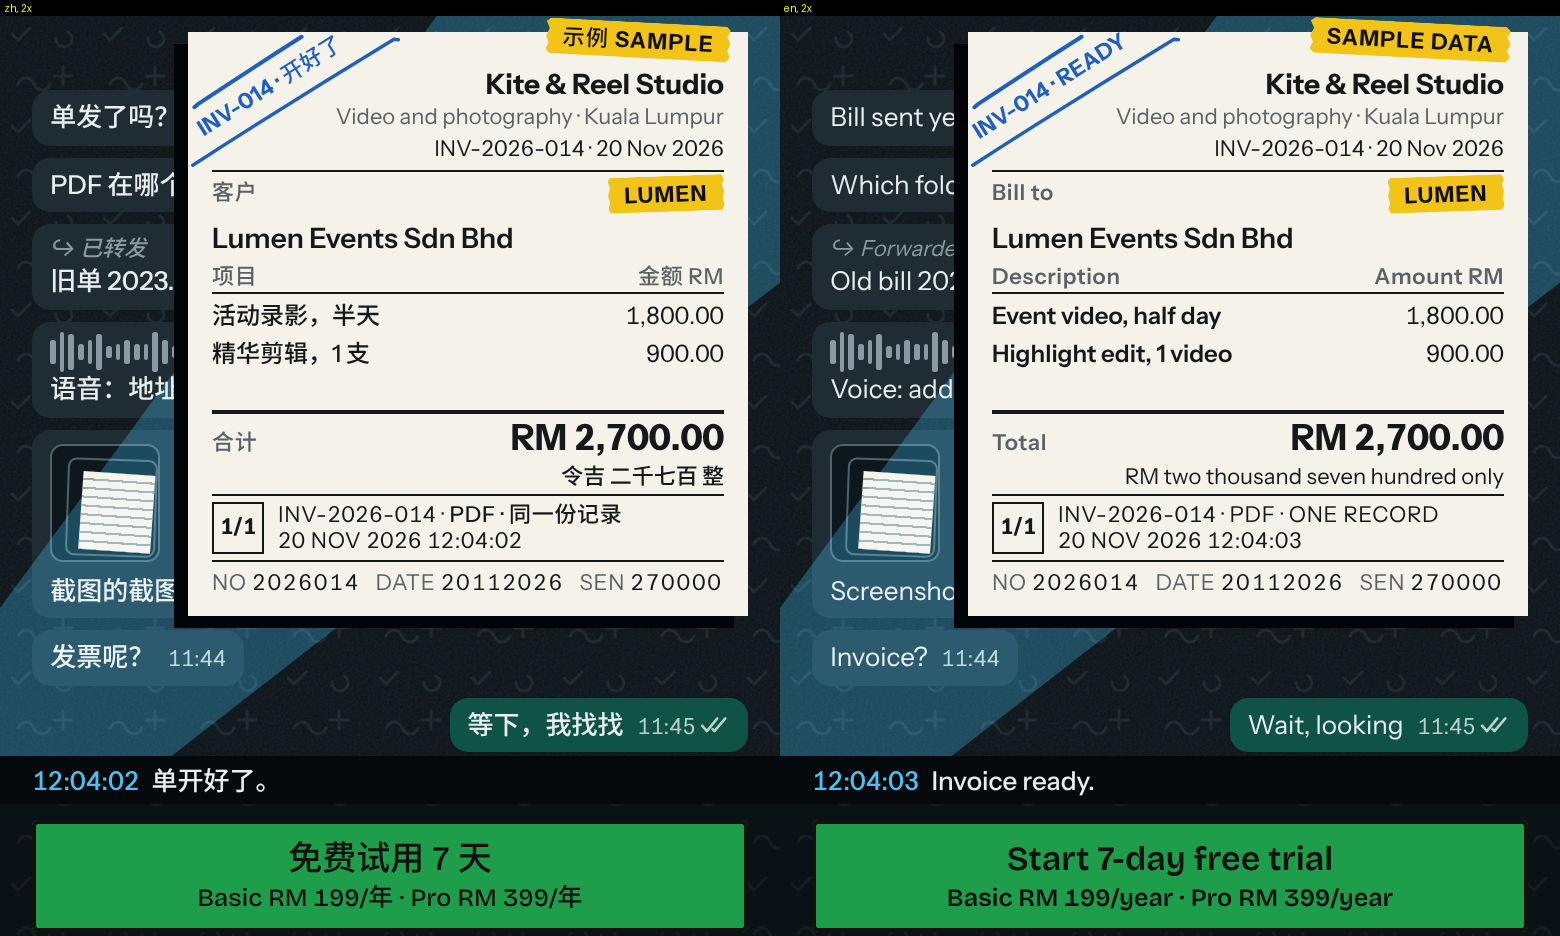 zh, 2x
示例 SAMPLE
INV-014 · 开好了
Kite & Reel Studio
Video and photography · Kuala Lumpur
INV-2026-014 · 20 Nov 2026
单发了吗？
PDF 在哪个
已转发
旧单 2023.
语音：地址
截图的截图
客户
LUMEN
Lumen Events Sdn Bhd
项目 金额 RM
活动录影，半天 1,800.00
精华剪辑，1 支 900.00
合计 RM 2,700.00
令吉 二千七百 整
1/1
INV-2026-014 · PDF · 同一份记录
20 NOV 2026 12:04:02
NO 2026014 DATE 20112026 SEN 270000
发票呢？ 11:44
等下，我找找 11:45
12:04:02 单开好了。
免费试用 7 天
Basic RM 199/年 · Pro RM 399/年
en, 2x
SAMPLE DATA
INV-014 · READY
Kite & Reel Studio
Video and photography · Kuala Lumpur
INV-2026-014 · 20 Nov 2026
Bill sent ye
Which fold
Forwarde
Old bill 202
Voice: add
Screensho
Bill to
LUMEN
Lumen Events Sdn Bhd
Description Amount RM
Event video, half day 1,800.00
Highlight edit, 1 video 900.00
Total RM 2,700.00
RM two thousand seven hundred only
1/1
INV-2026-014 · PDF · ONE RECORD
20 NOV 2026 12:04:03
NO 2026014 DATE 20112026 SEN 270000
Invoice? 11:44
Wait, looking 11:45
12:04:03 Invoice ready.
Start 7-day free trial
Basic RM 199/year · Pro RM 399/year